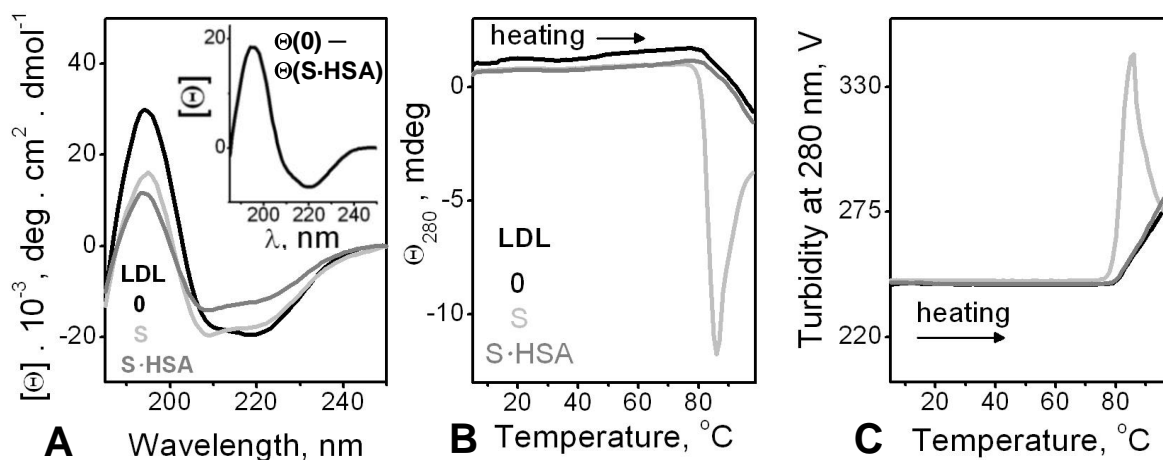 [Θ] . 10⁻³ , deg. cm² . dmol⁻¹
40
20
0
-20
200
220
240
Wavelength, nm
A
LDL
0
S
S·HSA
20
0
[Θ]
Θ(0) —
Θ(S·HSA)
200
220
240
λ, nm
Θ₂₈₀ , mdeg
0
-5
-10
heating
LDL
0
S
S·HSA
20
40
60
80
B
Temperature, °C
Turbidity at 280 nm, V
330
275
220
heating
20
40
60
80
C
Temperature, °C